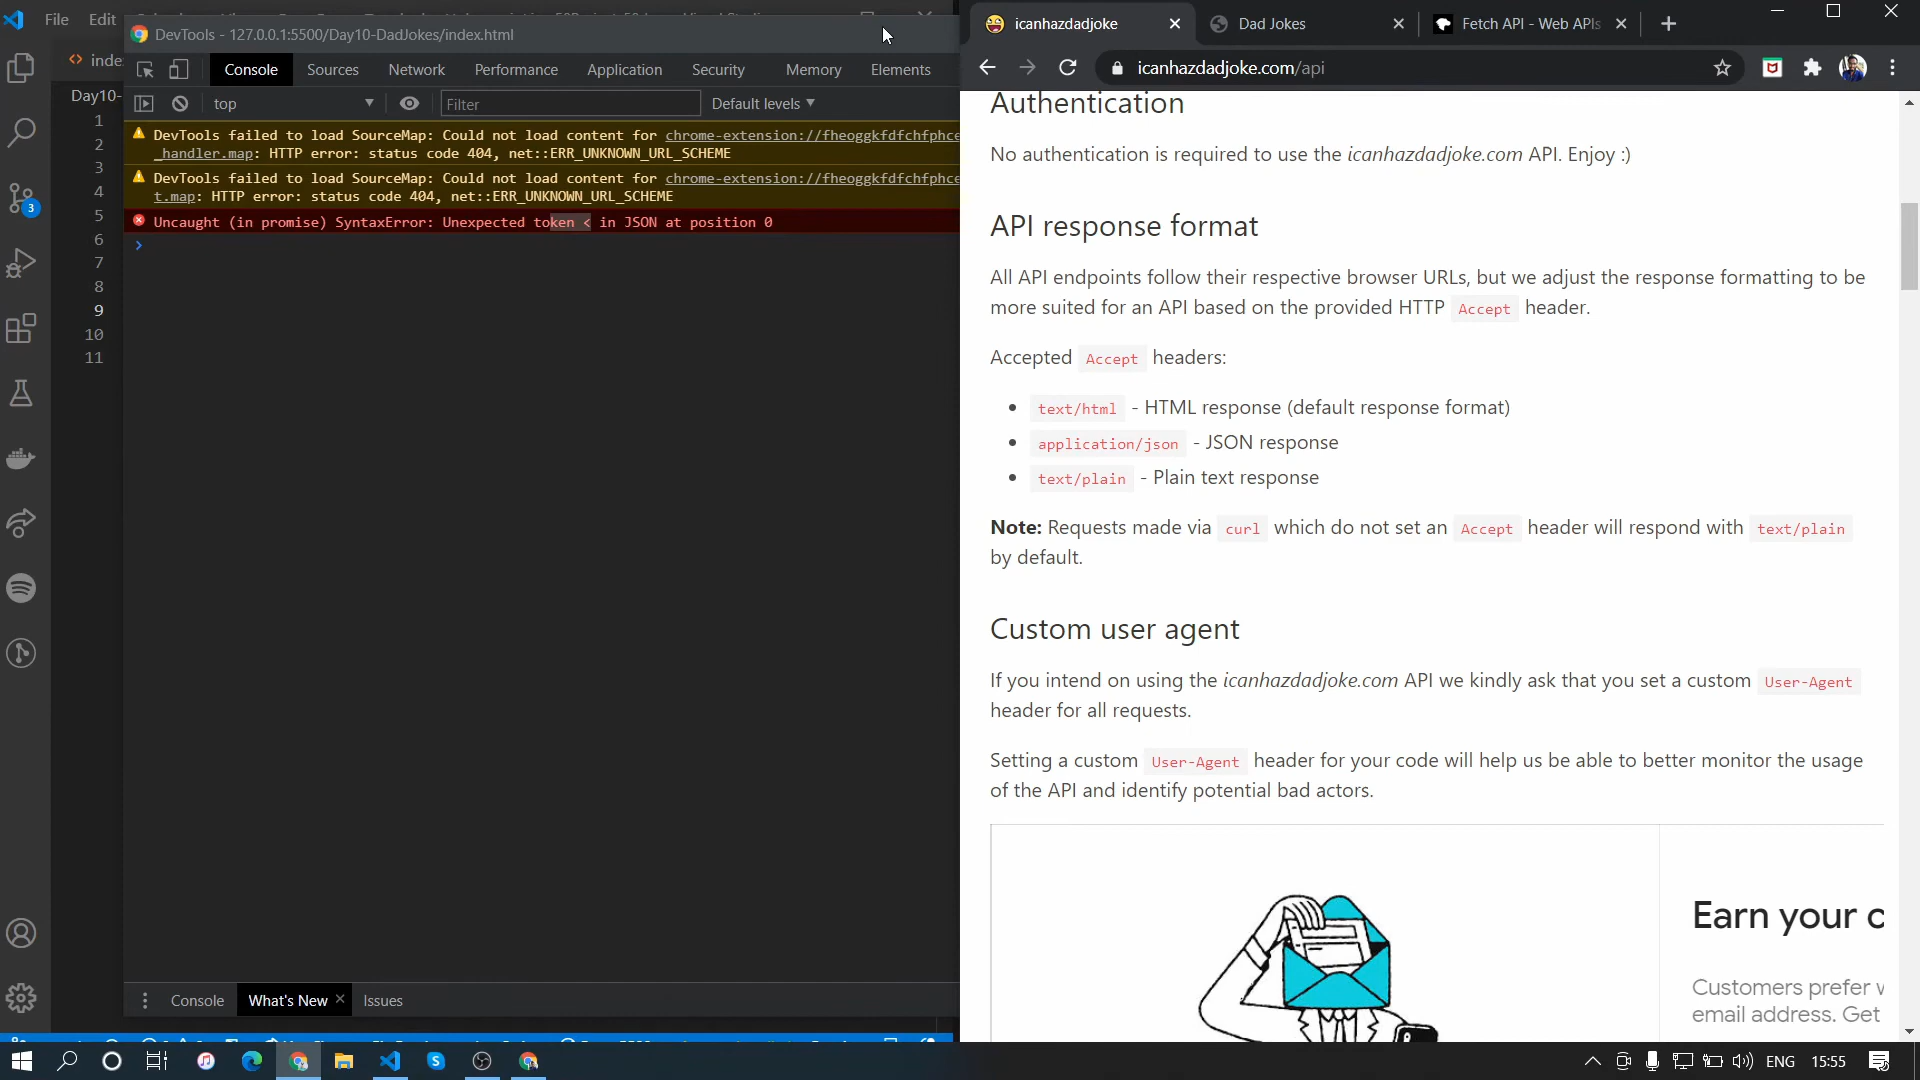 File
Edit
DevTools - 127.0.0.1:5500/Day10-DadJokes/index.html
inde
Console
Sources
Network
Performance
Application
Security
Memory
Elements
Day10-
top
Filter
Default levels
1
2
3
4
5
6
7
8
9
10
11
3
DevTools failed to load SourceMap: Could not load content for chrome-extension://fheoggkfdfchfphce
_handler.map: HTTP error: status code 404, net::ERR_UNKNOWN_URL_SCHEME
DevTools failed to load SourceMap: Could not load content for chrome-extension://fheoggkfdfchfphce
t.map: HTTP error: status code 404, net::ERR_UNKNOWN_URL_SCHEME
Uncaught (in promise) SyntaxError: Unexpected token < in JSON at position 0
Console
What's New
Issues
icanhazdadjoke
Dad Jokes
Fetch API - Web APIs
icanhazdadjoke.com/api
Authentication
No authentication is required to use the icanhazdadjoke.com API. Enjoy :)
API response format
All API endpoints follow their respective browser URLs, but we adjust the response formatting to be
more suited for an API based on the provided HTTP Accept header.
Accepted Accept headers:
text/html - HTML response (default response format)
application/json - JSON response
text/plain - Plain text response
Note: Requests made via curl which do not set an Accept header will respond with text/plain
by default.
Custom user agent
If you intend on using the icanhazdadjoke.com API we kindly ask that you set a custom User-Agent
header for all requests.
Setting a custom User-Agent header for your code will help us be able to better monitor the usage
of the API and identify potential bad actors.
Earn your c
Customers prefer
email address. Get
ENG
15:55